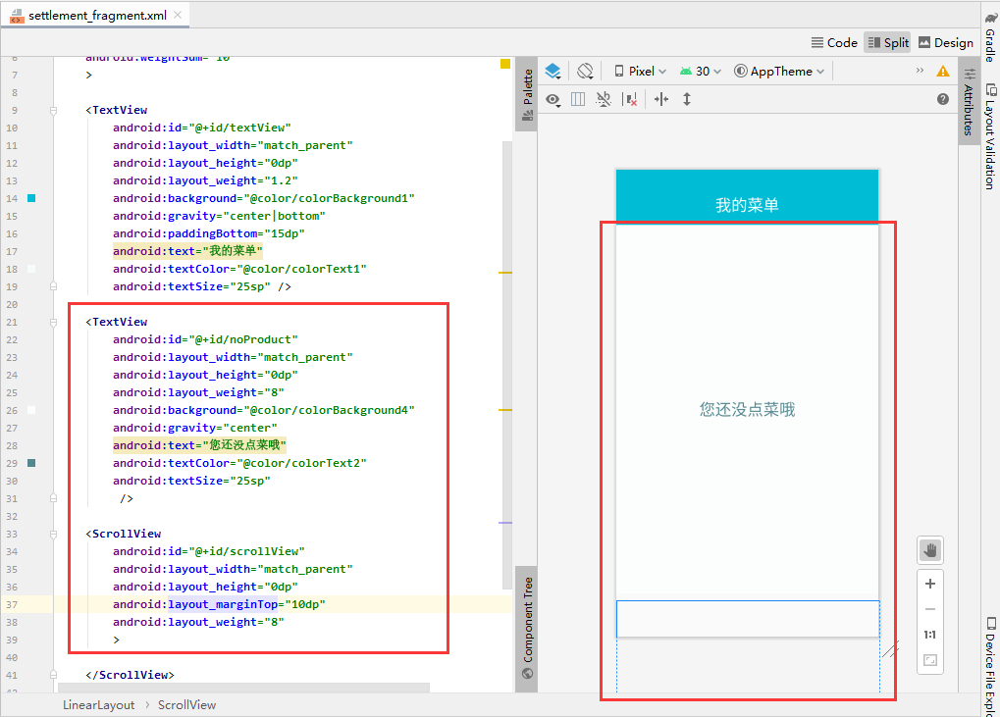 settlement_fragment.xml
Code
Split
Design
Gradle
Layout Validation
Device File Explo
6 android:weightSum="10"
7 >
8
9 <TextView
10 android:id="@+id/textView"
11 android:layout_width="match_parent"
12 android:layout_height="0dp"
13 android:layout_weight="1.2"
14 android:background="@color/colorBackground1"
15 android:gravity="center|bottom"
16 android:paddingBottom="15dp"
17 android:text="我的菜单"
18 android:textColor="@color/colorText1"
19 android:textSize="25sp" />
20
21 <TextView
22 android:id="@+id/noProduct"
23 android:layout_width="match_parent"
24 android:layout_height="0dp"
25 android:layout_weight="8"
26 android:background="@color/colorBackground4"
27 android:gravity="center"
28 android:text="您还没点菜哦"
29 android:textColor="@color/colorText2"
30 android:textSize="25sp"
31 />
32
33 <ScrollView
34 android:id="@+id/scrollView"
35 android:layout_width="match_parent"
36 android:layout_height="0dp"
37 android:layout_marginTop="10dp"
38 android:layout_weight="8"
39 >
40
41 </ScrollView>
LinearLayout › ScrollView
Palette
Component Tree
Pixel
30
AppTheme
Attributes
我的菜单
您还没点菜哦
1:1